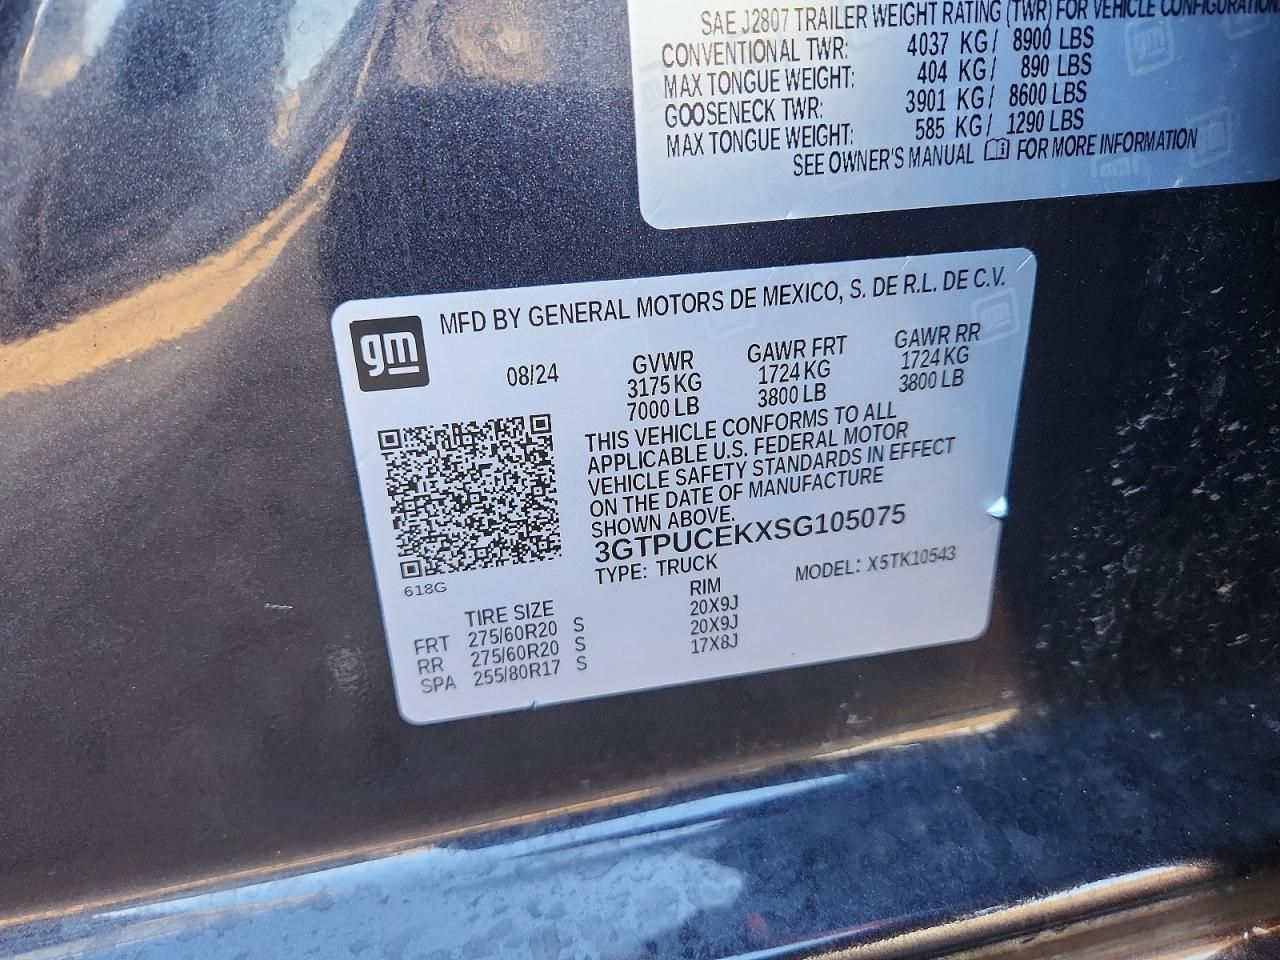 SAE J2807 TRAILER WEIGHT RATING (TWR) FOR VEHICLE CONFIGURATION
CONVENTIONAL TWR: 4037 KG/ 8900 LBS
MAX TONGUE WEIGHT: 404 KG/ 890 LBS
GOOSENECK TWR: 3901 KG/ 8600 LBS
MAX TONGUE WEIGHT: 585 KG/ 1290 LBS
SEE OWNER'S MANUAL FOR MORE INFORMATION
gm
MFD BY GENERAL MOTORS DE MEXICO, S. DE R.L. DE C.V.
08/24 GVWR GAWR FRT GAWR RR
3175 KG 1724 KG 1724 KG
7000 LB 3800 LB 3800 LB
THIS VEHICLE CONFORMS TO ALL
APPLICABLE U.S. FEDERAL MOTOR
VEHICLE SAFETY STANDARDS IN EFFECT
ON THE DATE OF MANUFACTURE
SHOWN ABOVE.
3GTPUCEKXSG105075
TYPE: TRUCK MODEL: X5TK10543
618G
TIRE SIZE RIM
FRT 275/60R20 S 20X9J
RR 275/60R20 S 20X9J
SPA 255/80R17 S 17X8J